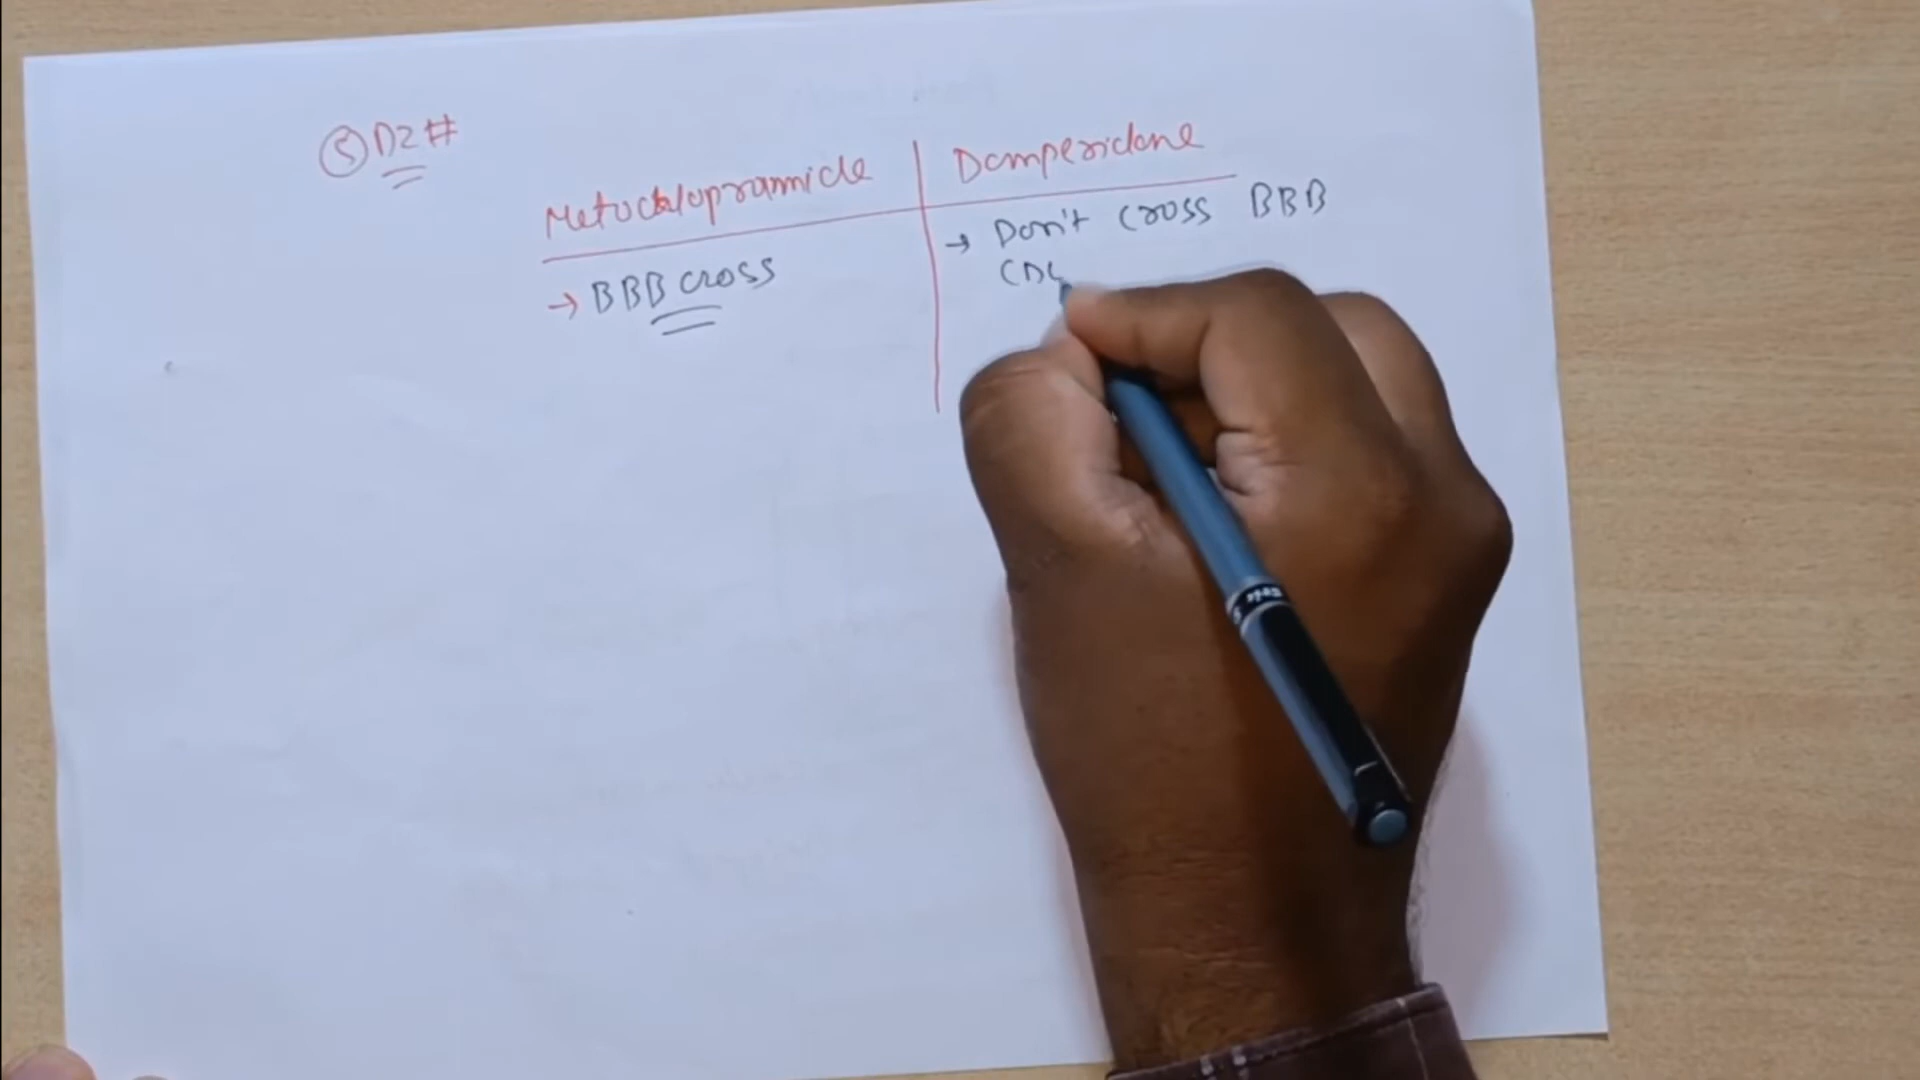 ⑤ D2 #
Metoclopramide
Domperidone
→ BBB cross
→ Don't cross BBB